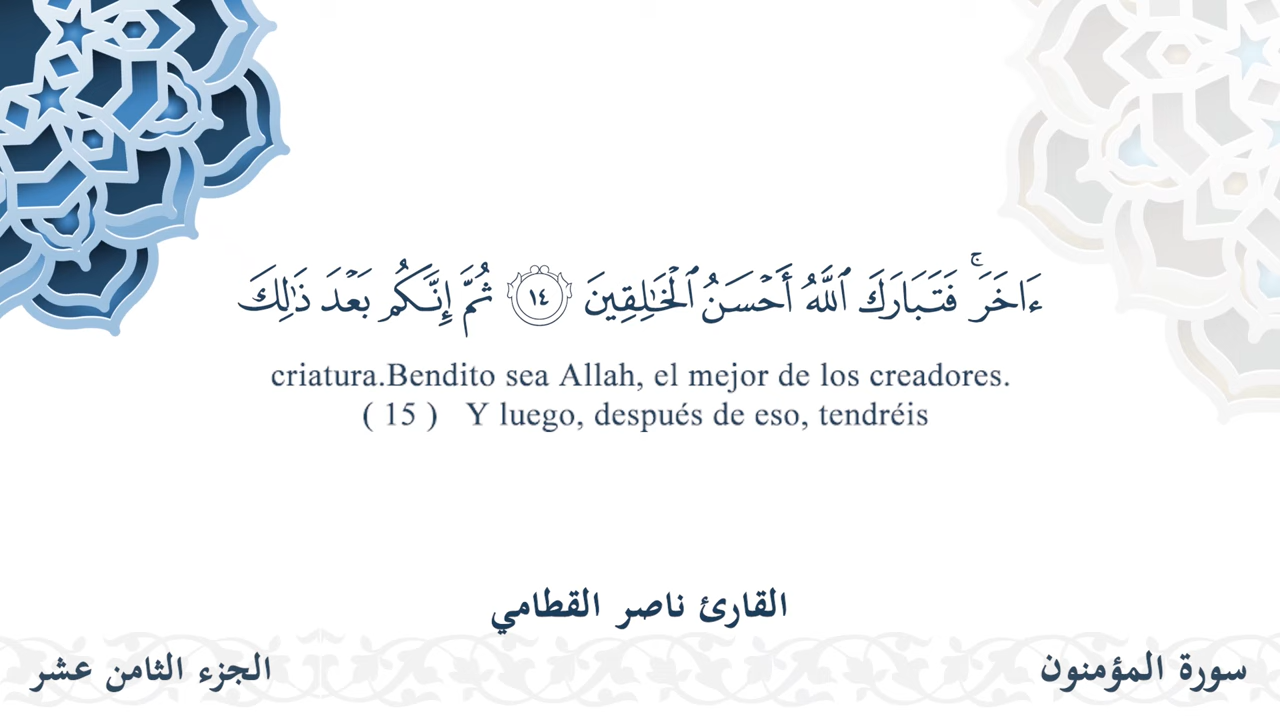 ءَاخَرَۚ فَتَبَارَكَ ٱللَّهُ أَحْسَنُ ٱلْخَٰلِقِينَ ١٤ ثُمَّ إِنَّكُم بَعْدَ ذَٰلِكَ
criatura.Bendito sea Allah, el mejor de los creadores.
( 15 ) Y luego, después de eso, tendréis
القارئ ناصر القطامي
سورة المؤمنون
الجزء الثامن عشر